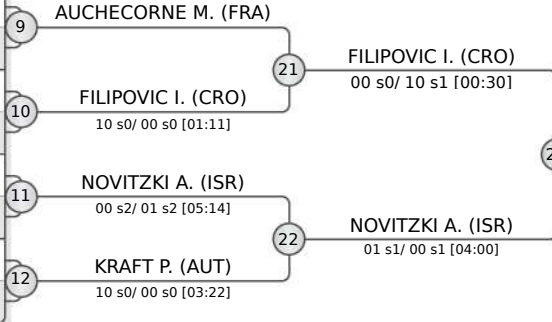 AUCHECORNE M. (FRA)
9
21
FILIPOVIC I. (CRO)
00 s0/ 10 s1 [00:30]
FILIPOVIC I. (CRO)
10
10 s0/ 00 s0 [01:11]
NOVITZKI A. (ISR)
11
00 s2/ 01 s2 [05:14]
22
NOVITZKI A. (ISR)
01 s1/ 00 s1 [04:00]
KRAFT P. (AUT)
12
10 s0/ 00 s0 [03:22]